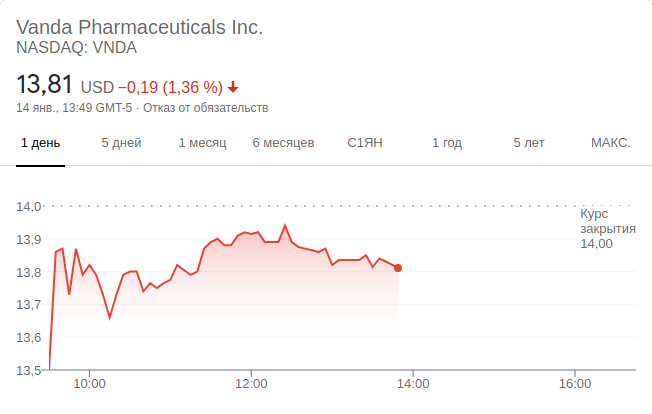 Vanda Pharmaceuticals Inc.
NASDAQ: VNDA
13,81 USD −0,19 (1,36 %)
14 янв., 13:49 GMT-5 · Отказ от обязательств
1 день 5 дней 1 месяц 6 месяцев С1ЯН 1 год 5 лет МАКС.
14,0
Курс
закрытия
14,00
13,9
13,8
13,7
13,6
13,5
10:00 12:00 14:00 16:00